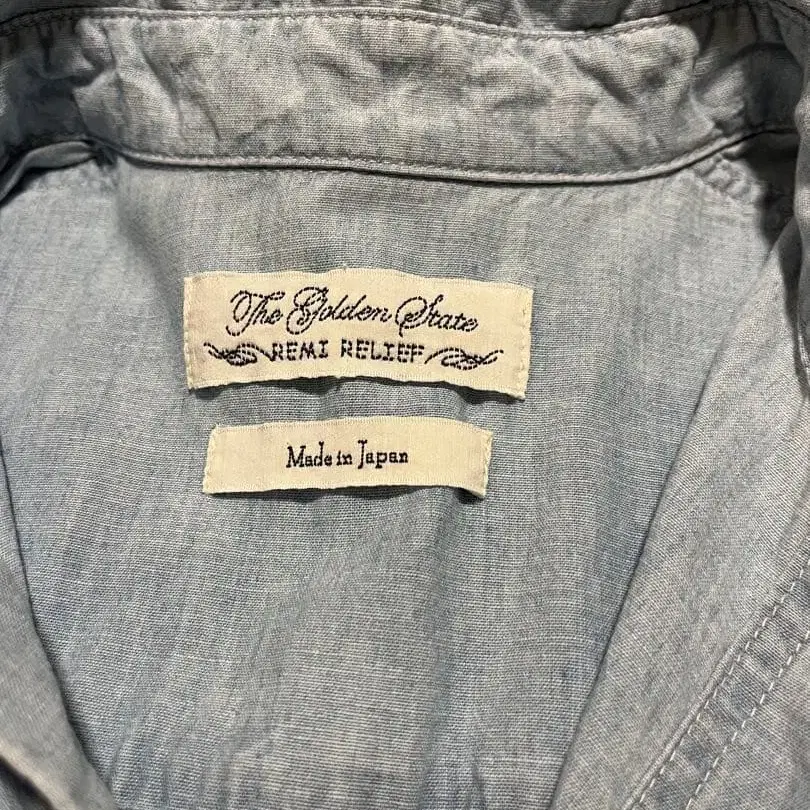 The Golden State
REMI RELIEF
Made in Japan